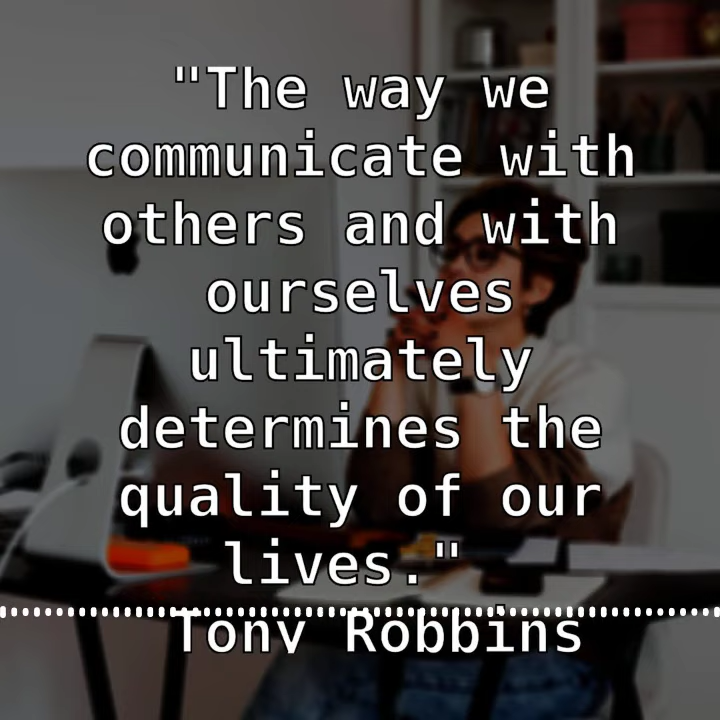 "The way we
communicate with
others and with
ourselves
ultimately
determines the
quality of our
lives."
Tony Robbins